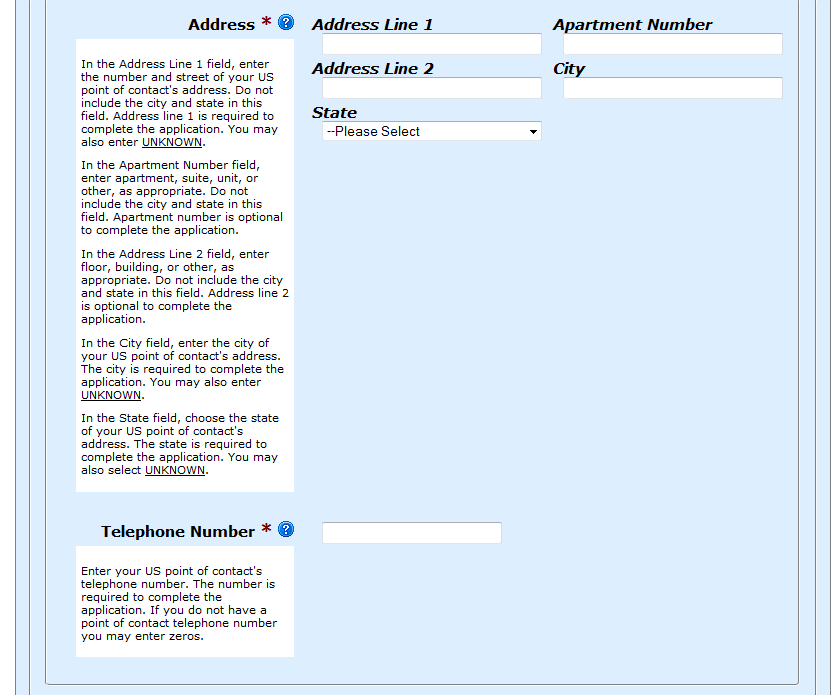 Address * ?
Address Line 1
Apartment Number
Address Line 2
City
State
--Please Select
In the Address Line 1 field, enter
the number and street of your US
point of contact's address. Do not
include the city and state in this
field. Address line 1 is required to
complete the application. You may
also enter UNKNOWN.
In the Apartment Number field,
enter apartment, suite, unit, or
other, as appropriate. Do not
include the city and state in this
field. Apartment number is optional
to complete the application.
In the Address Line 2 field, enter
floor, building, or other, as
appropriate. Do not include the city
and state in this field. Address line 2
is optional to complete the
application.
In the City field, enter the city of
your US point of contact's address.
The city is required to complete the
application. You may also enter
UNKNOWN.
In the State field, choose the state
of your US point of contact's
address. The state is required to
complete the application. You may
also select UNKNOWN.
Telephone Number * ?
Enter your US point of contact's
telephone number. The number is
required to complete the
application. If you do not have a
point of contact telephone number
you may enter zeros.